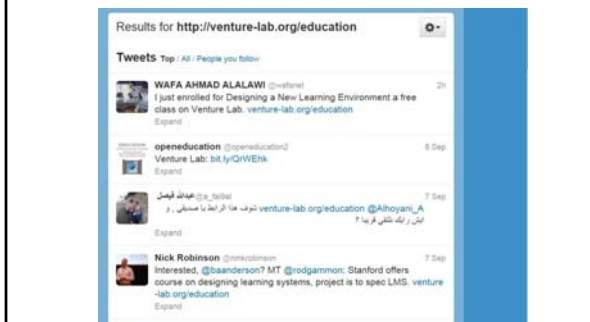 Results for http://venture-lab.org/education
Tweets Top / All / People you follow
WAFA AHMAD ALALAWI @wafanet 2h
I just enrolled for Designing a New Learning Environment a free
class on Venture Lab. venture-lab.org/education
Expand
openeducation @openeducation2 8 Sep
Venture Lab: bit.ly/QrWEhk
Expand
عبدالله فيصل @a_faisal 7 Sep
شوف هذا الرابط يا صديقي , و venture-lab.org/education @Alhoyani_A
ايش رايك نلتقي قريبا ؟
Expand
Nick Robinson @nmkrobinson 7 Sep
Interested, @baanderson? MT @rodgammon: Stanford offers
course on designing learning systems, project is to spec LMS. venture
-lab.org/education
Expand